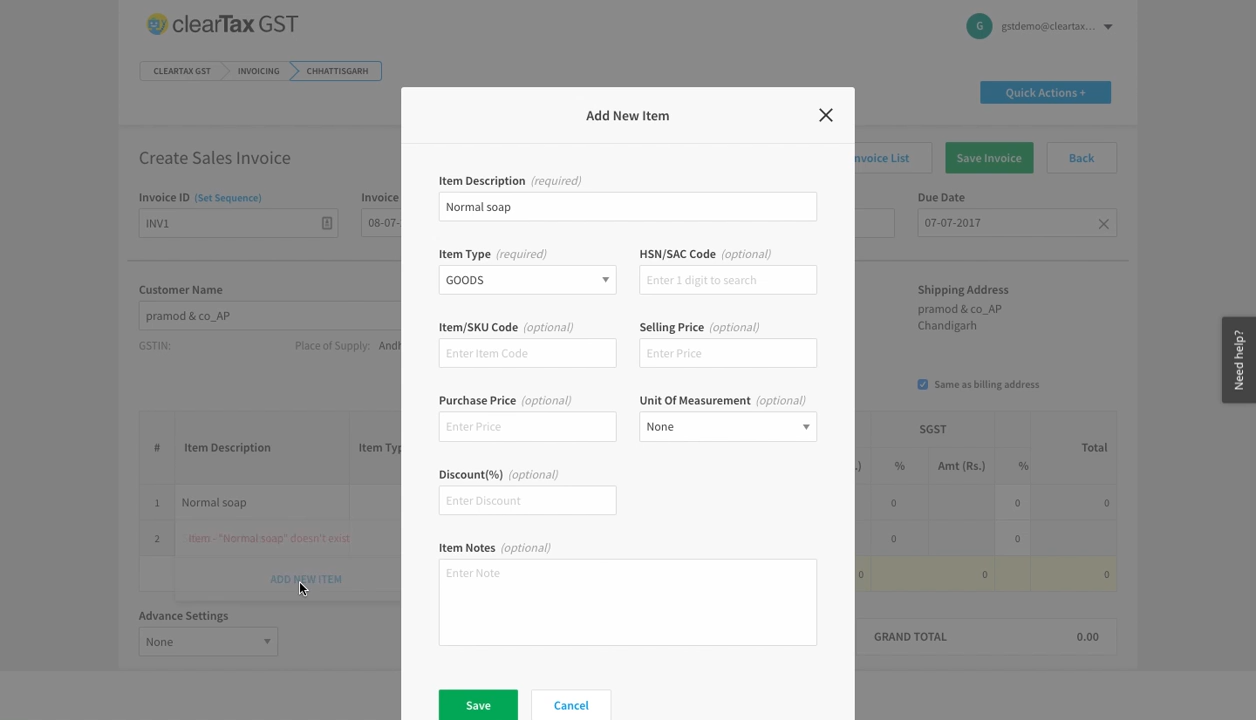 clearTax GST
G gstdemo@cleartax...
CLEARTAX GST INVOICING CHHATTISGARH
Quick Actions +
Add New Item
Create Sales Invoice
nvoice List Save Invoice Back
Item Description (required)
Normal soap
Invoice ID (Set Sequence) Invoice Due Date
INV1 08-07- 07-07-2017
Item Type (required) HSN/SAC Code (optional)
GOODS Enter 1 digit to search
Customer Name Shipping Address
pramod & co_AP pramod & co_AP
Chandigarh
GSTIN: Place of Supply: Andh
Item/SKU Code (optional) Selling Price (optional)
Enter Item Code Enter Price
Need help?
Same as billing address
Purchase Price (optional) Unit Of Measurement (optional)
Enter Price None
# Item Description Item Typ SGST Total
.) % Amt (Rs.) %
Discount(%) (optional)
Enter Discount
1 Normal soap 0 0 0
2 Item - "Normal soap" doesn't exist 0 0
Item Notes (optional)
Enter Note
ADD NEW ITEM 0 0 0
Advance Settings
None
GRAND TOTAL 0.00
Save Cancel